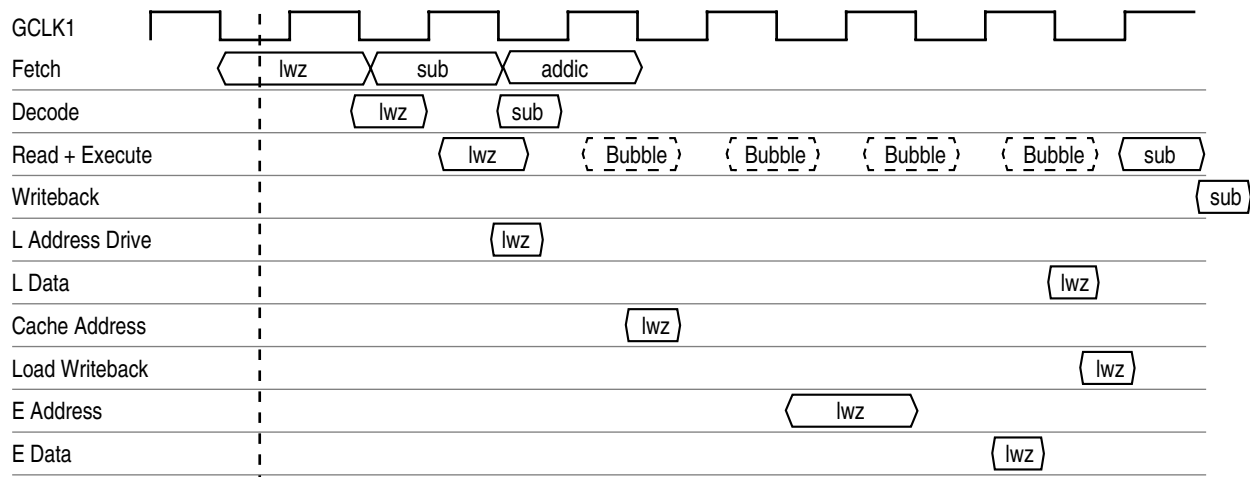 GCLK1
Fetch lwz sub addic
Decode lwz sub
Read + Execute lwz Bubble Bubble Bubble Bubble sub
Writeback sub
L Address Drive lwz
L Data lwz
Cache Address lwz
Load Writeback lwz
E Address lwz
E Data lwz